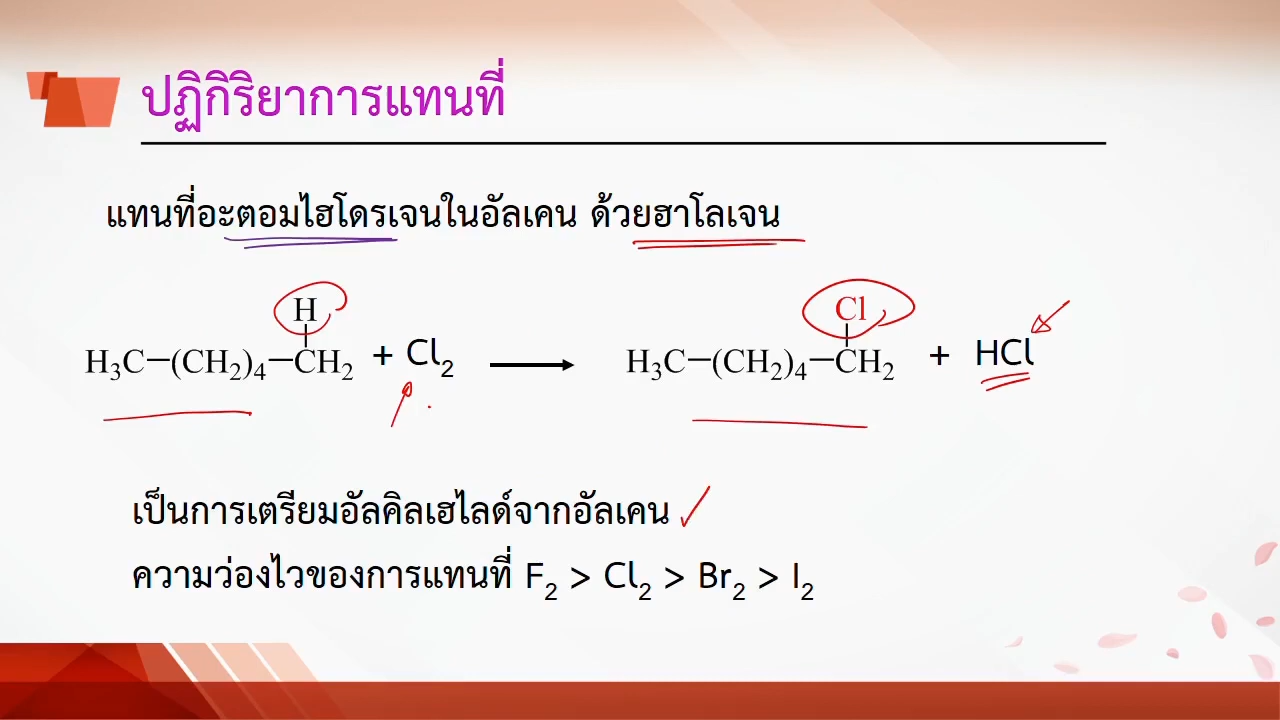 ปฏิกิริยาการแทนที่
แทนที่อะตอมไฮโดรเจนในอัลเคน ด้วยฮาโลเจน
H Cl
H₃C−(CH₂)₄−CH₂ + Cl₂ ⟶ H₃C−(CH₂)₄−CH₂ + HCl
เป็นการเตรียมอัลคิลเฮไลด์จากอัลเคน
ความว่องไวของการแทนที่ F₂ > Cl₂ > Br₂ > I₂